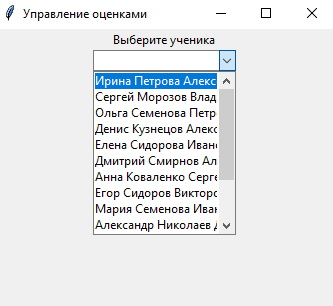 Управление оценками
Выберите ученика
Ирина Петрова Алекс
Сергей Морозов Влад
Ольга Семенова Петр
Денис Кузнецов Алекс
Елена Сидорова Иван
Дмитрий Смирнов Ал
Анна Коваленко Серге
Егор Сидоров Викторо
Мария Семенова Иван
Александр Николаев Д